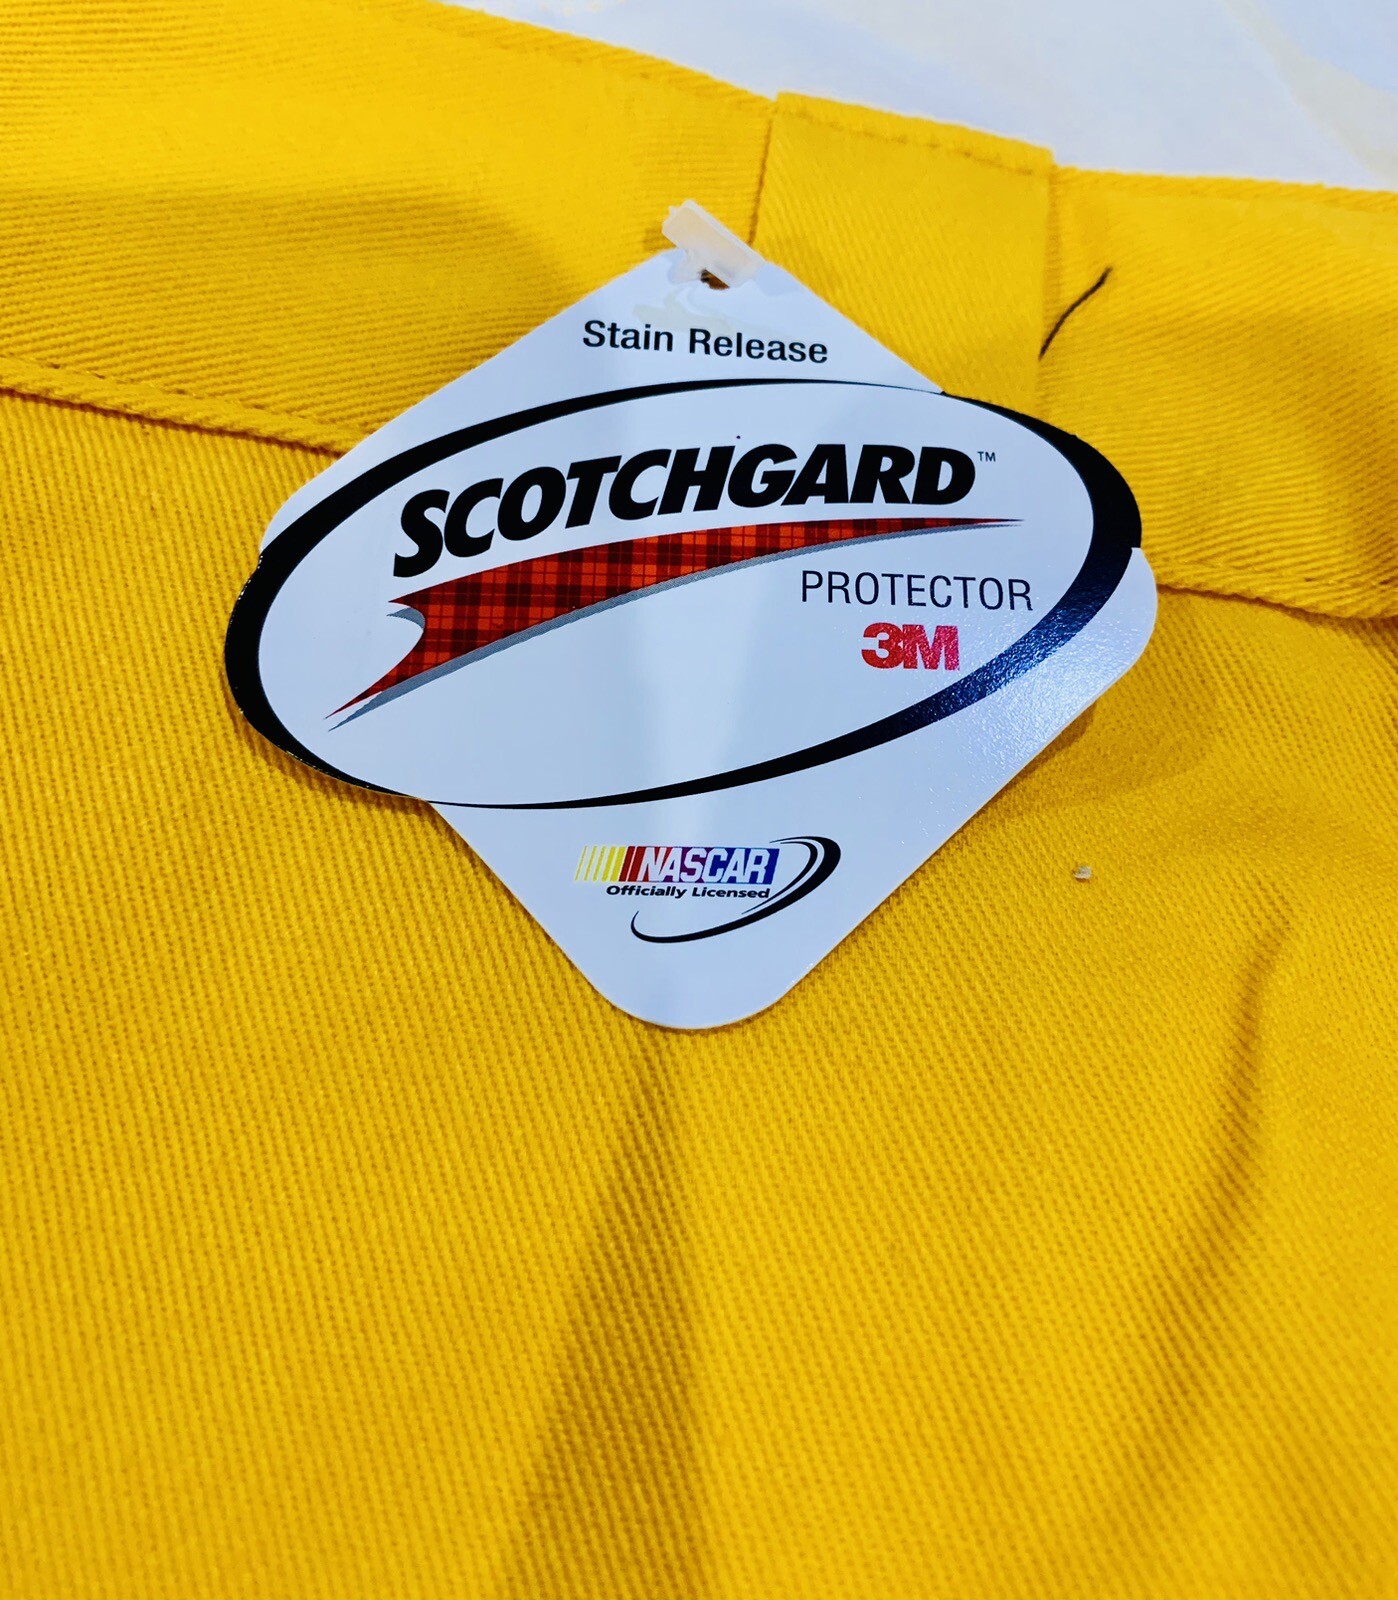 Stain Release
SCOTCHGARD™
PROTECTOR
3M
NASCAR
Officially Licensed